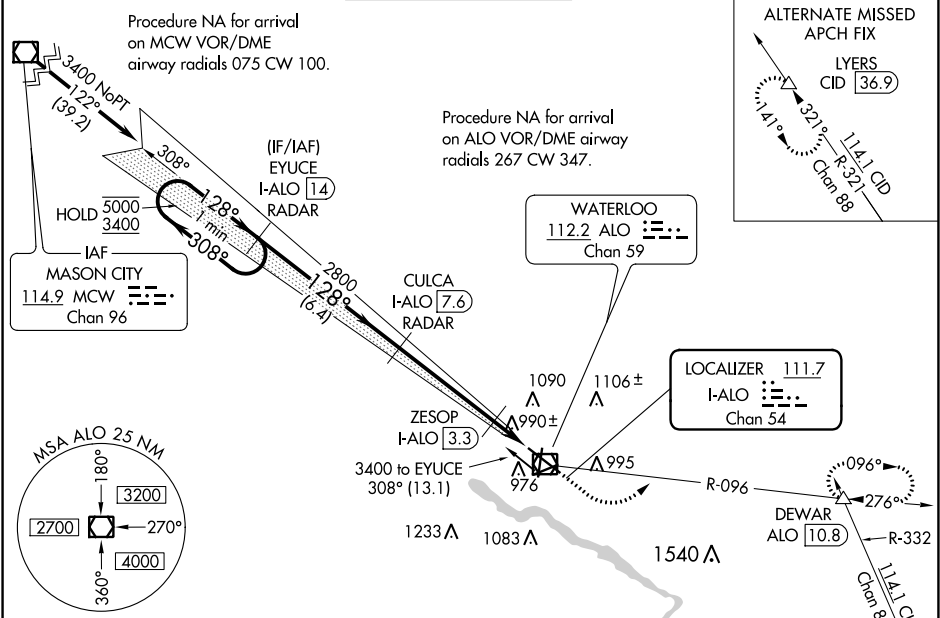 Procedure NA for arrival
on MCW VOR/DME
airway radials 075 CW 100.
ALTERNATE MISSED
APCH FIX
LYERS
CID 36.9
141°
321°
114.1 CID
R-321
Chan 88
3400 NoPT
122°
(39.2)
Procedure NA for arrival
on ALO VOR/DME airway
radials 267 CW 347.
308°
(IF/IAF)
EYUCE
I-ALO 14
RADAR
HOLD 5000
3400
128°
1 min
308°
IAF
MASON CITY
114.9 MCW
Chan 96
WATERLOO
112.2 ALO
Chan 59
2800
128°
(6.4)
CULCA
I-ALO 7.6
RADAR
LOCALIZER 111.7
I-ALO
Chan 54
1090
1106±
990±
ZESOP
I-ALO 3.3
3400 to EYUCE
308° (13.1)
976
995
R-096
096°
276°
DEWAR
ALO 10.8
R-332
1233
1083
1540
MSA ALO 25 NM
180°
3200
2700
270°
4000
360°